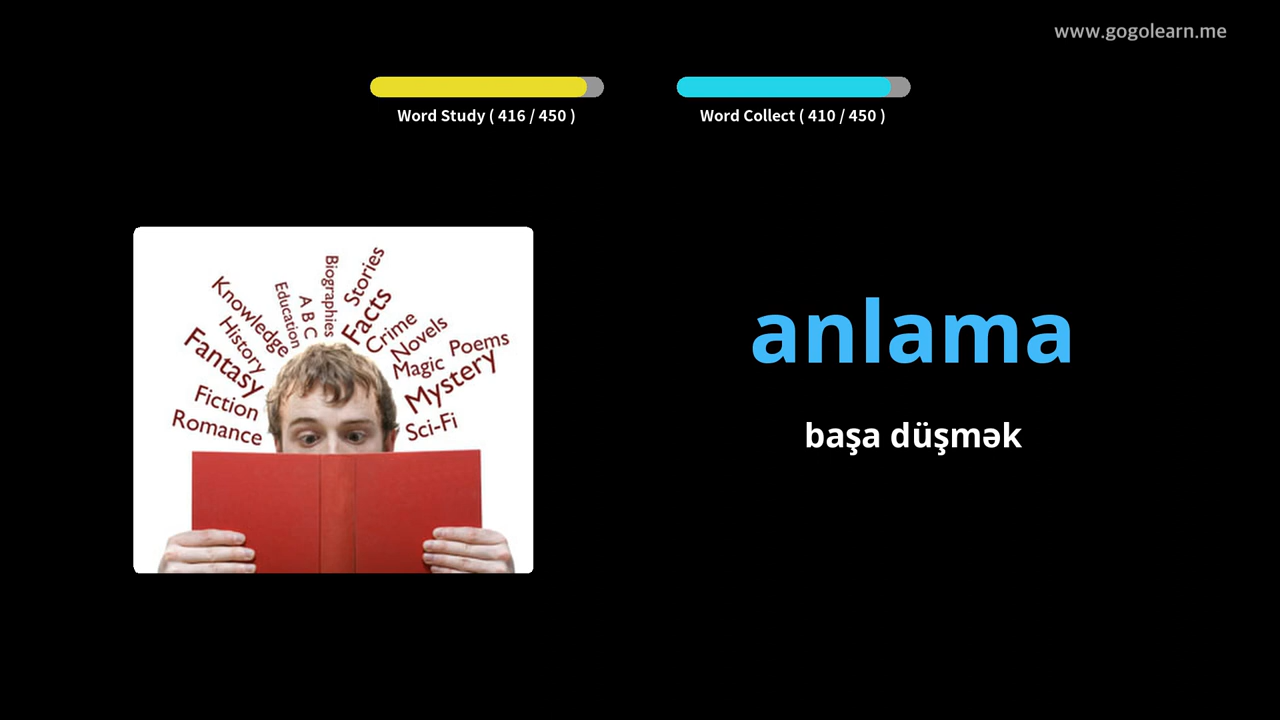 www.gogolearn.me
Word Study ( 416 / 450 )
Word Collect ( 410 / 450 )
Knowledge
Education
A B C
Biographies
Stories
Facts
Crime
Novels
Poems
History
Magic
Mystery
Fantasy
Fiction
Romance
Sci-Fi
anlama
başa düşmək